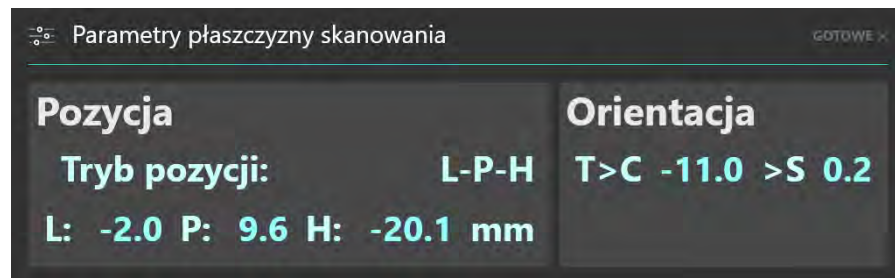 Parametry płaszczyzny skanowania
GOTOWE ×
Pozycja
Tryb pozycji: L-P-H
L: -2.0 P: 9.6 H: -20.1 mm
Orientacja
T>C -11.0 >S 0.2